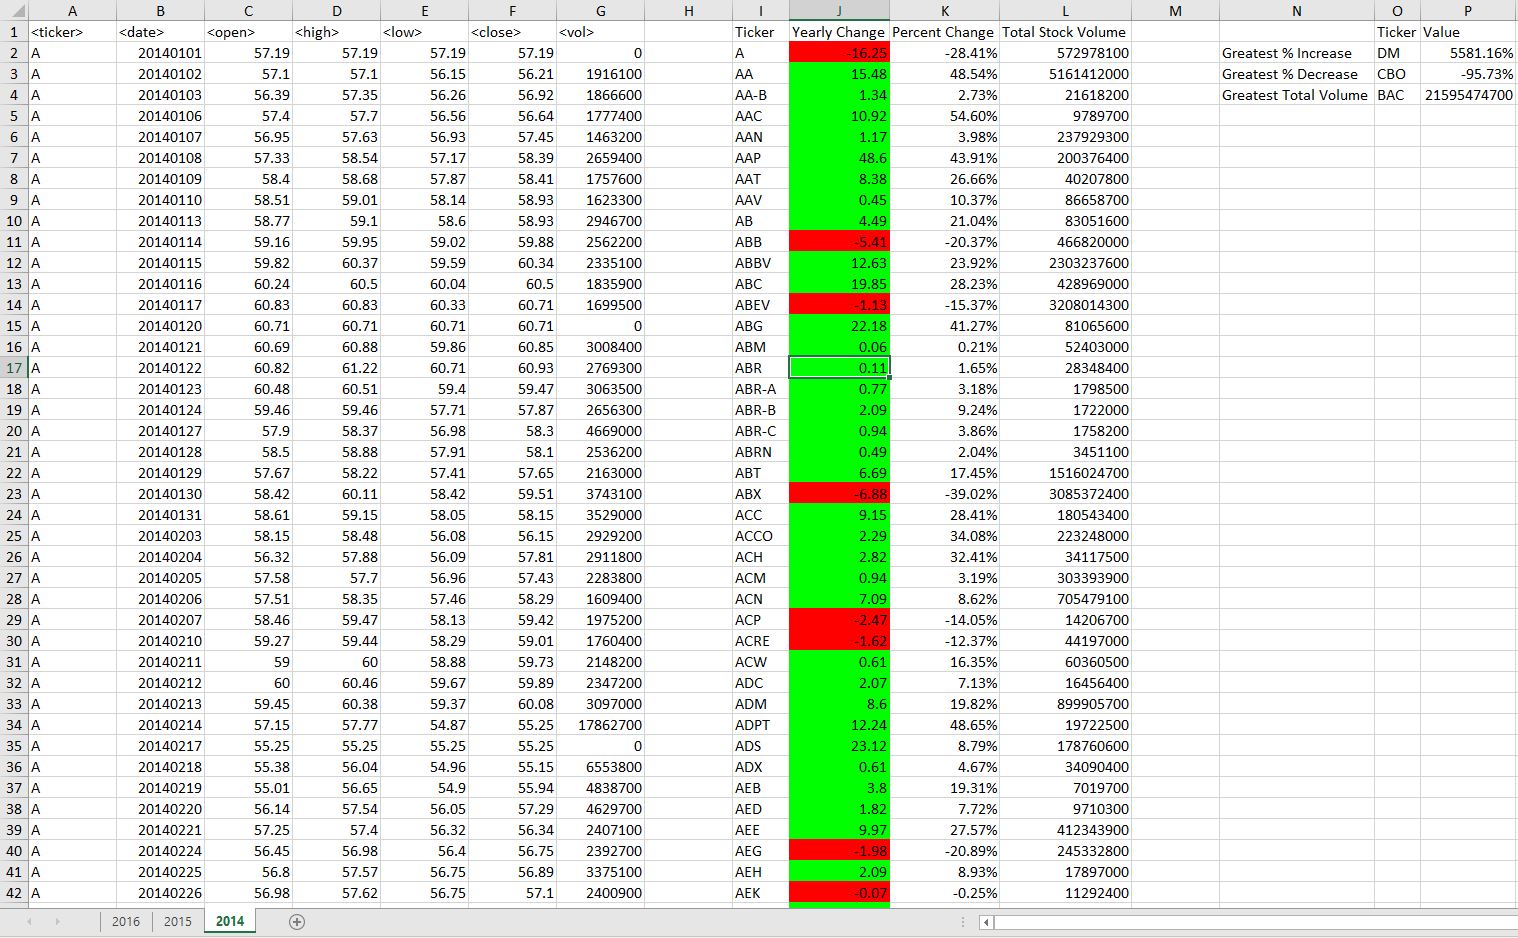 A B C D E F G H I J K L M N O P
1 <ticker> <date> <open> <high> <low> <close> <vol> Ticker Yearly Change Percent Change Total Stock Volume Ticker Value
2 A 20140101 57.19 57.19 57.19 57.19 0 A -16.25 -28.41% 572978100 Greatest % Increase DM 5581.16%
3 A 20140102 57.1 57.1 56.15 56.21 1916100 AA 15.48 48.54% 5161412000 Greatest % Decrease CBO -95.73%
4 A 20140103 56.39 57.35 56.26 56.92 1866600 AA-B 1.34 2.73% 21618200 Greatest Total Volume BAC 21595474700
5 A 20140106 57.4 57.7 56.56 56.64 1777400 AAC 10.92 54.60% 9789700
6 A 20140107 56.95 57.63 56.93 57.45 1463200 AAN 1.17 3.98% 237929300
7 A 20140108 57.33 58.54 57.17 58.39 2659400 AAP 48.6 43.91% 200376400
8 A 20140109 58.4 58.68 57.87 58.41 1757600 AAT 8.38 26.66% 40207800
9 A 20140110 58.51 59.01 58.14 58.93 1623300 AAV 0.45 10.37% 86658700
10 A 20140113 58.77 59.1 58.6 58.93 2946700 AB 4.49 21.04% 83051600
11 A 20140114 59.16 59.95 59.02 59.88 2562200 ABB -5.41 -20.37% 466820000
12 A 20140115 59.82 60.37 59.59 60.34 2335100 ABBV 12.63 23.92% 2303237600
13 A 20140116 60.24 60.5 60.04 60.5 1835900 ABC 19.85 28.23% 428969000
14 A 20140117 60.83 60.83 60.33 60.71 1699500 ABEV -1.13 -15.37% 3208014300
15 A 20140120 60.71 60.71 60.71 60.71 0 ABG 22.18 41.27% 81065600
16 A 20140121 60.69 60.88 59.86 60.85 3008400 ABM 0.06 0.21% 52403000
17 A 20140122 60.82 61.22 60.71 60.93 2769300 ABR 0.11 1.65% 28348400
18 A 20140123 60.48 60.51 59.4 59.47 3063500 ABR-A 0.77 3.18% 1798500
19 A 20140124 59.46 59.46 57.71 57.87 2656300 ABR-B 2.09 9.24% 1722000
20 A 20140127 57.9 58.37 56.98 58.3 4669000 ABR-C 0.94 3.86% 1758200
21 A 20140128 58.5 58.88 57.91 58.1 2536200 ABRN 0.49 2.04% 3451100
22 A 20140129 57.67 58.22 57.41 57.65 2163000 ABT 6.69 17.45% 1516024700
23 A 20140130 58.42 60.11 58.42 59.51 3743100 ABX -6.88 -39.02% 3085372400
24 A 20140131 58.61 59.15 58.05 58.15 3529000 ACC 9.15 28.41% 180543400
25 A 20140203 58.15 58.48 56.08 56.15 2929200 ACCO 2.29 34.08% 223248000
26 A 20140204 56.32 57.88 56.09 57.81 2911800 ACH 2.82 32.41% 34117500
27 A 20140205 57.58 57.7 56.96 57.43 2283800 ACM 0.94 3.19% 303393900
28 A 20140206 57.51 58.35 57.46 58.29 1609400 ACN 7.09 8.62% 705479100
29 A 20140207 58.46 59.47 58.13 59.42 1975200 ACP -2.47 -14.05% 14206700
30 A 20140210 59.27 59.44 58.29 59.01 1760400 ACRE -1.62 -12.37% 44197000
31 A 20140211 59 60 58.88 59.73 2148200 ACW 0.61 16.35% 60360500
32 A 20140212 60 60.46 59.67 59.89 2347200 ADC 2.07 7.13% 16456400
33 A 20140213 59.45 60.38 59.37 60.08 3097000 ADM 8.6 19.82% 899905700
34 A 20140214 57.15 57.77 54.87 55.25 17862700 ADPT 12.24 48.65% 19722500
35 A 20140217 55.25 55.25 55.25 55.25 0 ADS 23.12 8.79% 178760600
36 A 20140218 55.38 56.04 54.96 55.15 6553800 ADX 0.61 4.67% 34090400
37 A 20140219 55.01 56.65 54.9 55.94 4838700 AEB 3.8 19.31% 7019700
38 A 20140220 56.14 57.54 56.05 57.29 4629700 AED 1.82 7.72% 9710300
39 A 20140221 57.25 57.4 56.32 56.34 2407100 AEE 9.97 27.57% 412343900
40 A 20140224 56.45 56.98 56.4 56.75 2392700 AEG -1.98 -20.89% 245332800
41 A 20140225 56.8 57.57 56.75 56.89 3375100 AEH 2.09 8.93% 17897000
42 A 20140226 56.98 57.62 56.75 57.1 2400900 AEK -0.07 -0.25% 11292400
2016 2015 2014